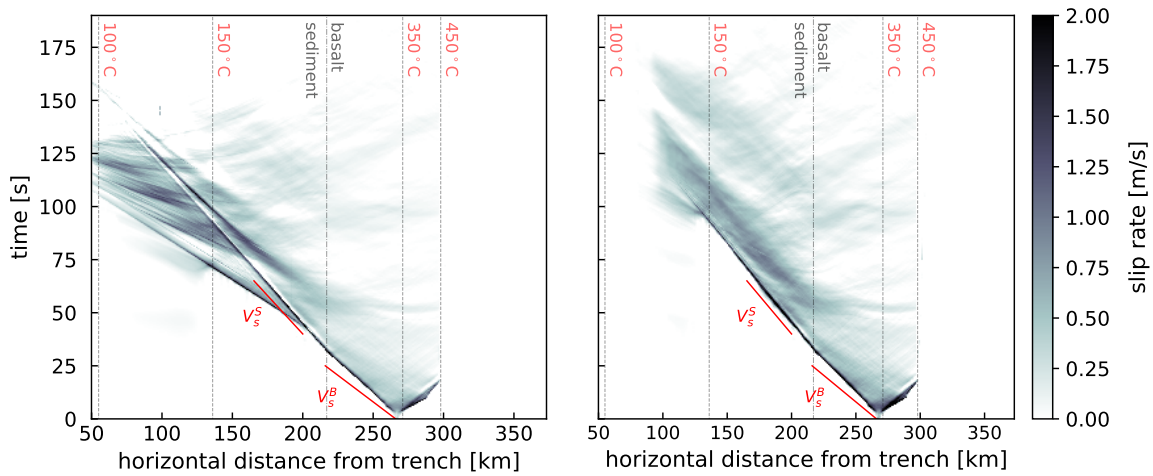 100°C
150°C
sediment
basalt
350°C
450°C
100°C
150°C
sediment
basalt
350°C
450°C
175
150
125
100
75
50
25
0
time [s]
V_s^S
V_s^B
V_s^S
V_s^B
50 100 150 200 250 300 350
horizontal distance from trench [km]
50 100 150 200 250 300 350
horizontal distance from trench [km]
2.00
1.75
1.50
1.25
1.00
0.75
0.50
0.25
0.00
slip rate [m/s]